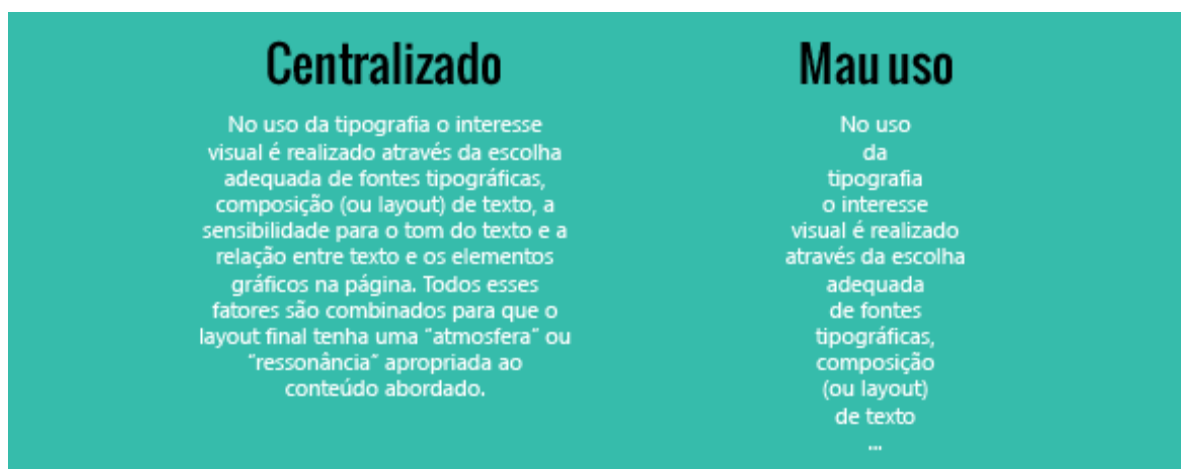 Centralizado
No uso da tipografia o interesse
visual é realizado através da escolha
adequada de fontes tipográficas,
composição (ou layout) de texto, a
sensibilidade para o tom do texto e a
relação entre texto e os elementos
gráficos na página. Todos esses
fatores são combinados para que o
layout final tenha uma “atmosfera” ou
“ressonância” apropriada ao
conteúdo abordado.
Mau uso
No uso
da
tipografia
o interesse
visual é realizado
através da escolha
adequada
de fontes
tipográficas,
composição
(ou layout)
de texto
...